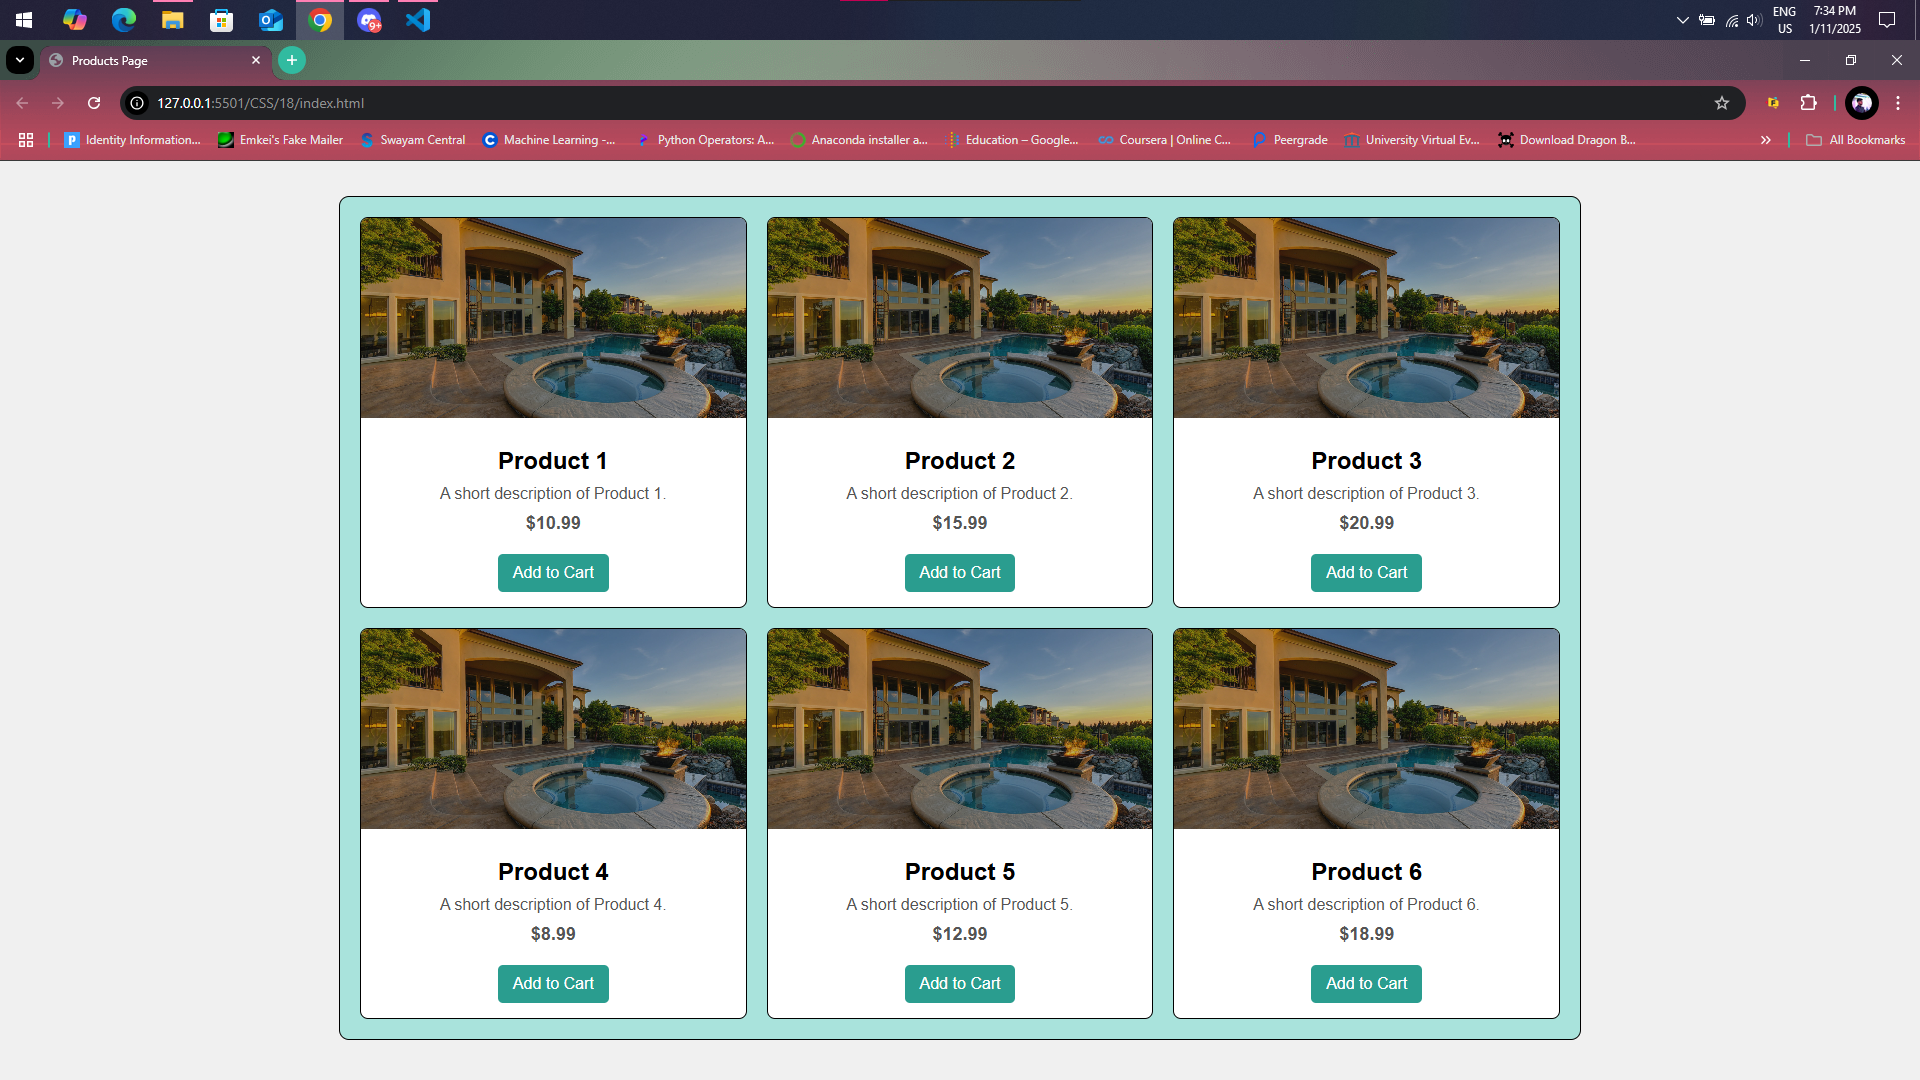 ENG
US
7:34 PM
1/11/2025
9+
Products Page
127.0.0.1:5501/CSS/18/index.html
Identity Information...
Emkei's Fake Mailer
Swayam Central
Machine Learning -...
Python Operators: A...
Anaconda installer a...
Education – Google...
Coursera | Online C...
Peergrade
University Virtual Ev...
Download Dragon B...
All Bookmarks
Product 1
A short description of Product 1.
$10.99
Add to Cart
Product 2
A short description of Product 2.
$15.99
Add to Cart
Product 3
A short description of Product 3.
$20.99
Add to Cart
Product 4
A short description of Product 4.
$8.99
Add to Cart
Product 5
A short description of Product 5.
$12.99
Add to Cart
Product 6
A short description of Product 6.
$18.99
Add to Cart